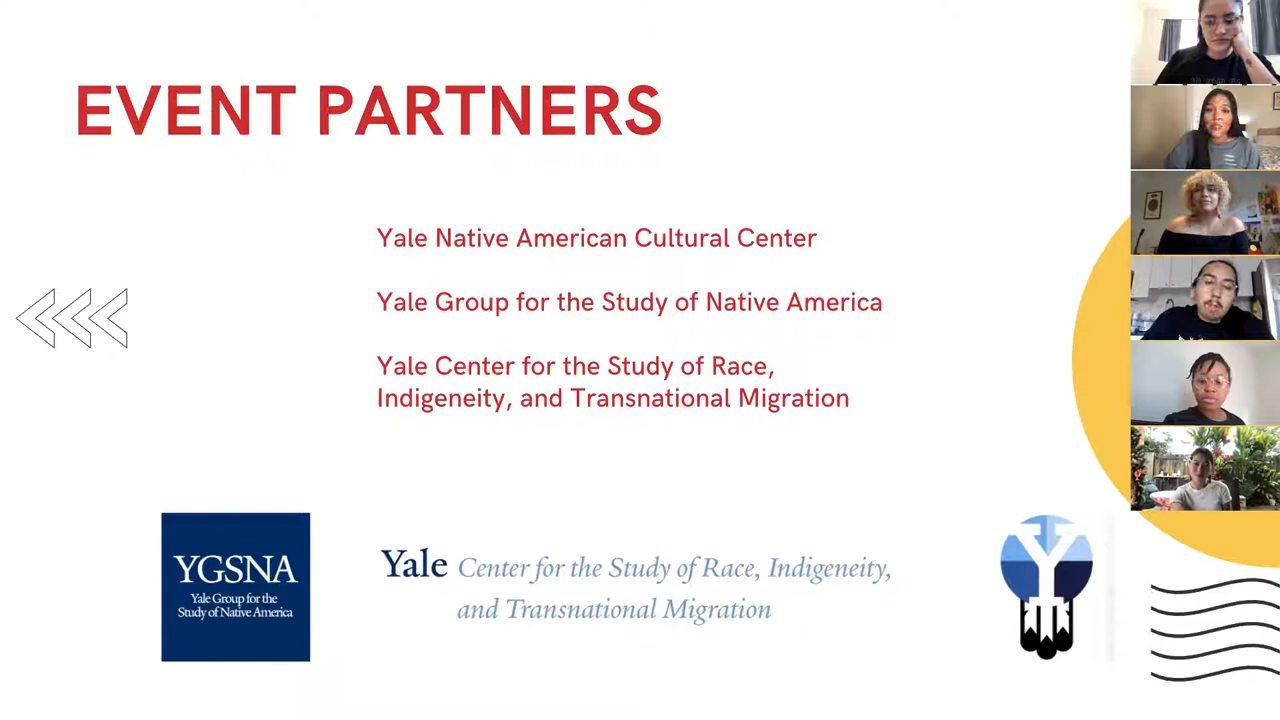 EVENT PARTNERS
Yale Native American Cultural Center
Yale Group for the Study of Native America
Yale Center for the Study of Race,
Indigeneity, and Transnational Migration
YGSNA
Yale Group for the
Study of Native America
Yale Center for the Study of Race, Indigeneity,
and Transnational Migration
Y